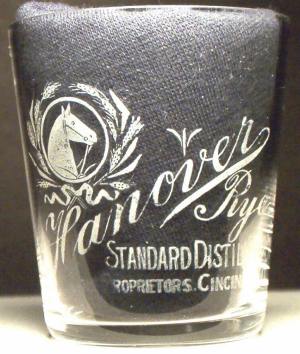 Hanover
Rye
STANDARD DISTIL
ROPRIETORS. CINCIN